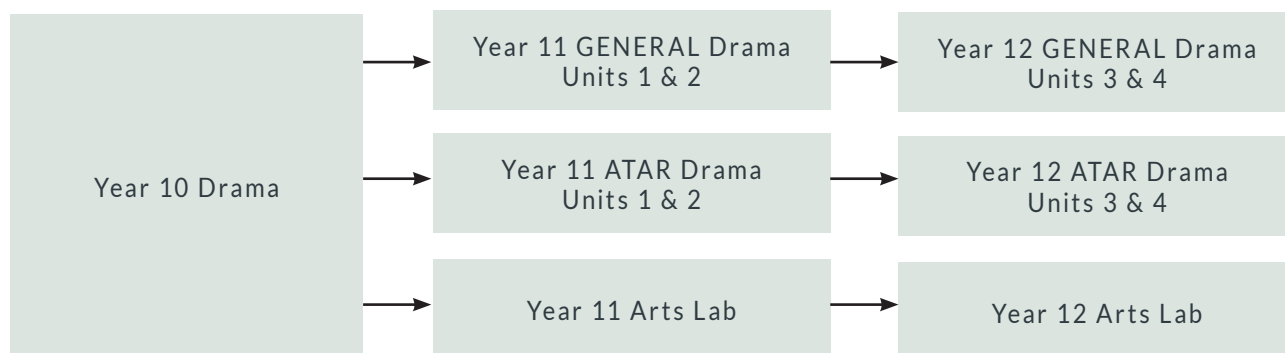 Year 10 Drama
Year 11 GENERAL Drama
Units 1 & 2
Year 12 GENERAL Drama
Units 3 & 4
Year 11 ATAR Drama
Units 1 & 2
Year 12 ATAR Drama
Units 3 & 4
Year 11 Arts Lab
Year 12 Arts Lab